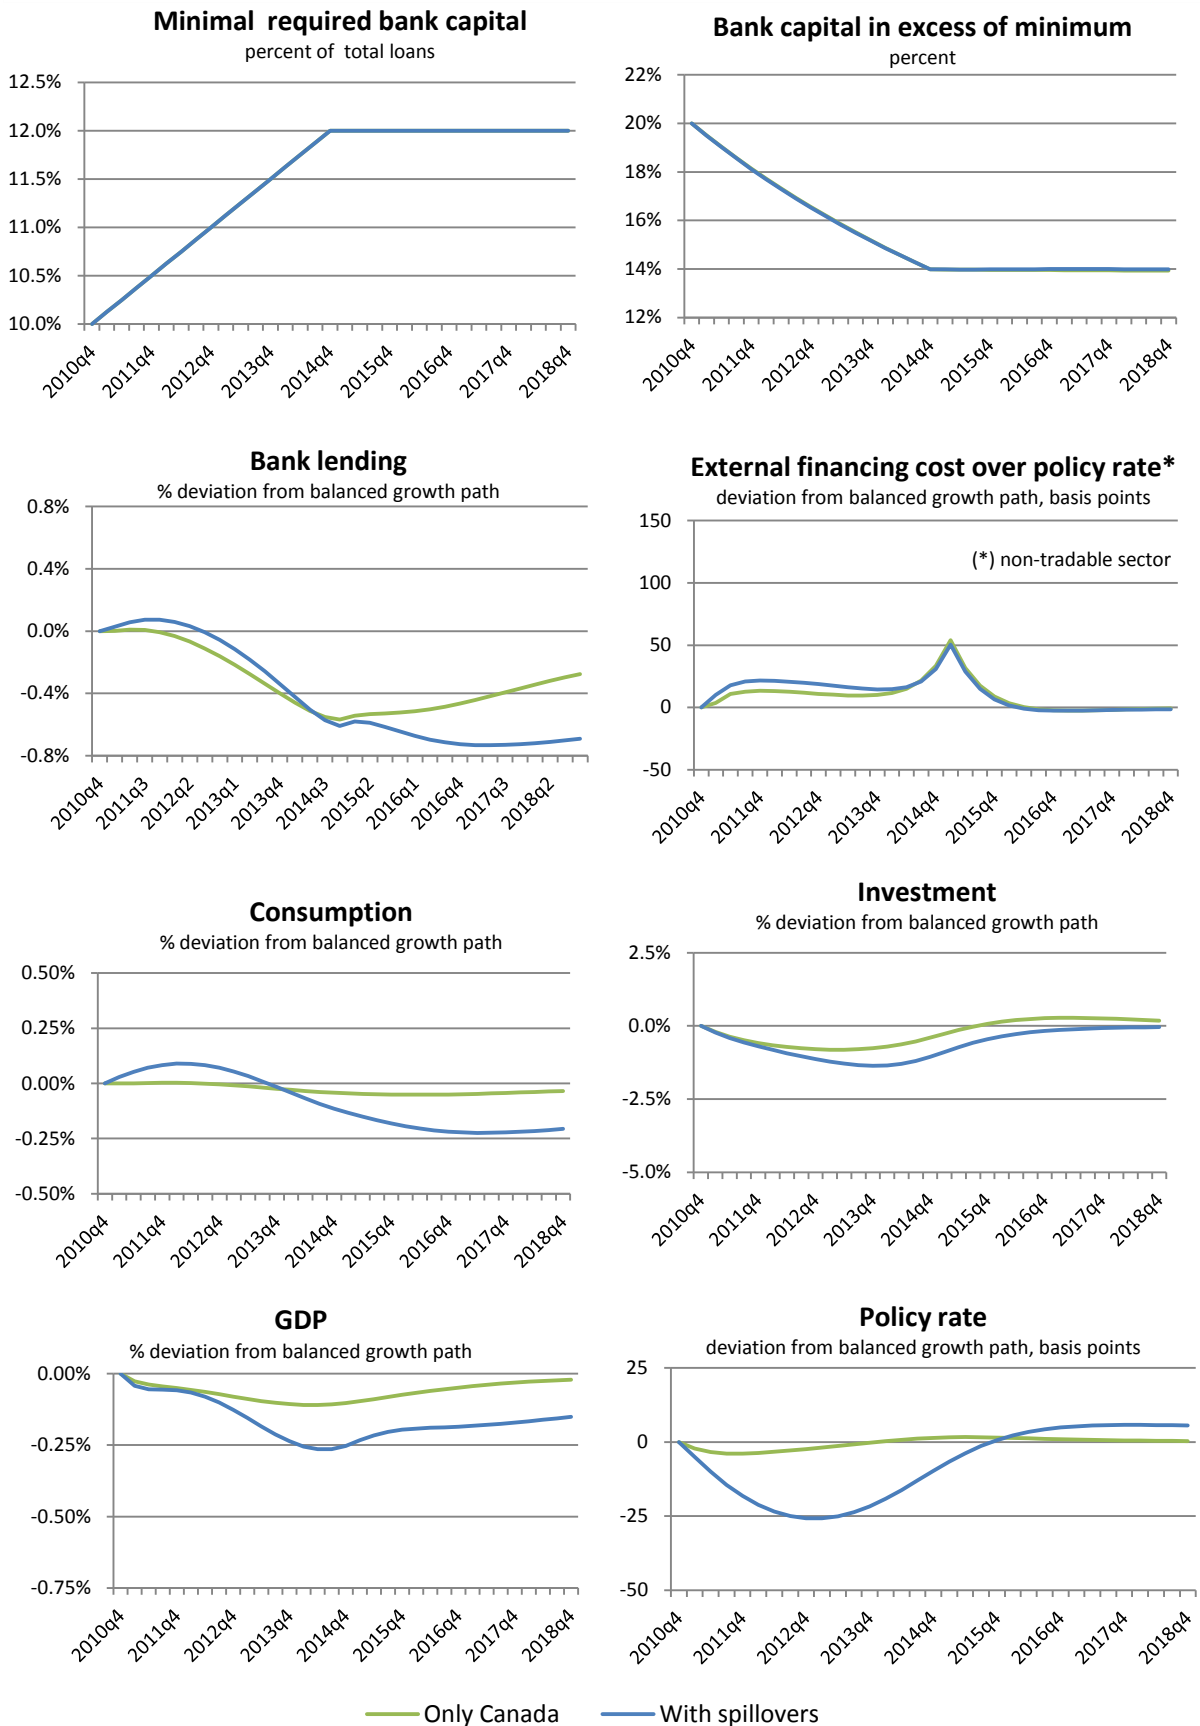 Minimal required bank capital
percent of total loans
12.5%
12.0%
11.5%
11.0%
10.5%
10.0%
2010q4
2011q4
2012q4
2013q4
2014q4
2015q4
2016q4
2017q4
2018q4
Bank capital in excess of minimum
percent
22%
20%
18%
16%
14%
12%
2010q4
2011q4
2012q4
2013q4
2014q4
2015q4
2016q4
2017q4
2018q4
Bank lending
% deviation from balanced growth path
0.8%
0.4%
0.0%
-0.4%
-0.8%
2010q4
2011q3
2012q2
2013q1
2013q4
2014q3
2015q2
2016q1
2016q4
2017q3
2018q2
External financing cost over policy rate*
deviation from balanced growth path, basis points
150
(*) non-tradable sector
100
50
0
-50
2010q4
2011q4
2012q4
2013q4
2014q4
2015q4
2016q4
2017q4
2018q4
Consumption
% deviation from balanced growth path
0.50%
0.25%
0.00%
-0.25%
-0.50%
2010q4
2011q4
2012q4
2013q4
2014q4
2015q4
2016q4
2017q4
2018q4
Investment
% deviation from balanced growth path
2.5%
0.0%
-2.5%
-5.0%
2010q4
2011q4
2012q4
2013q4
2014q4
2015q4
2016q4
2017q4
2018q4
GDP
% deviation from balanced growth path
0.00%
-0.25%
-0.50%
-0.75%
2010q4
2011q4
2012q4
2013q4
2014q4
2015q4
2016q4
2017q4
2018q4
Policy rate
deviation from balanced growth path, basis points
25
0
-25
-50
2010q4
2011q4
2012q4
2013q4
2014q4
2015q4
2016q4
2017q4
2018q4
Only Canada
With spillovers